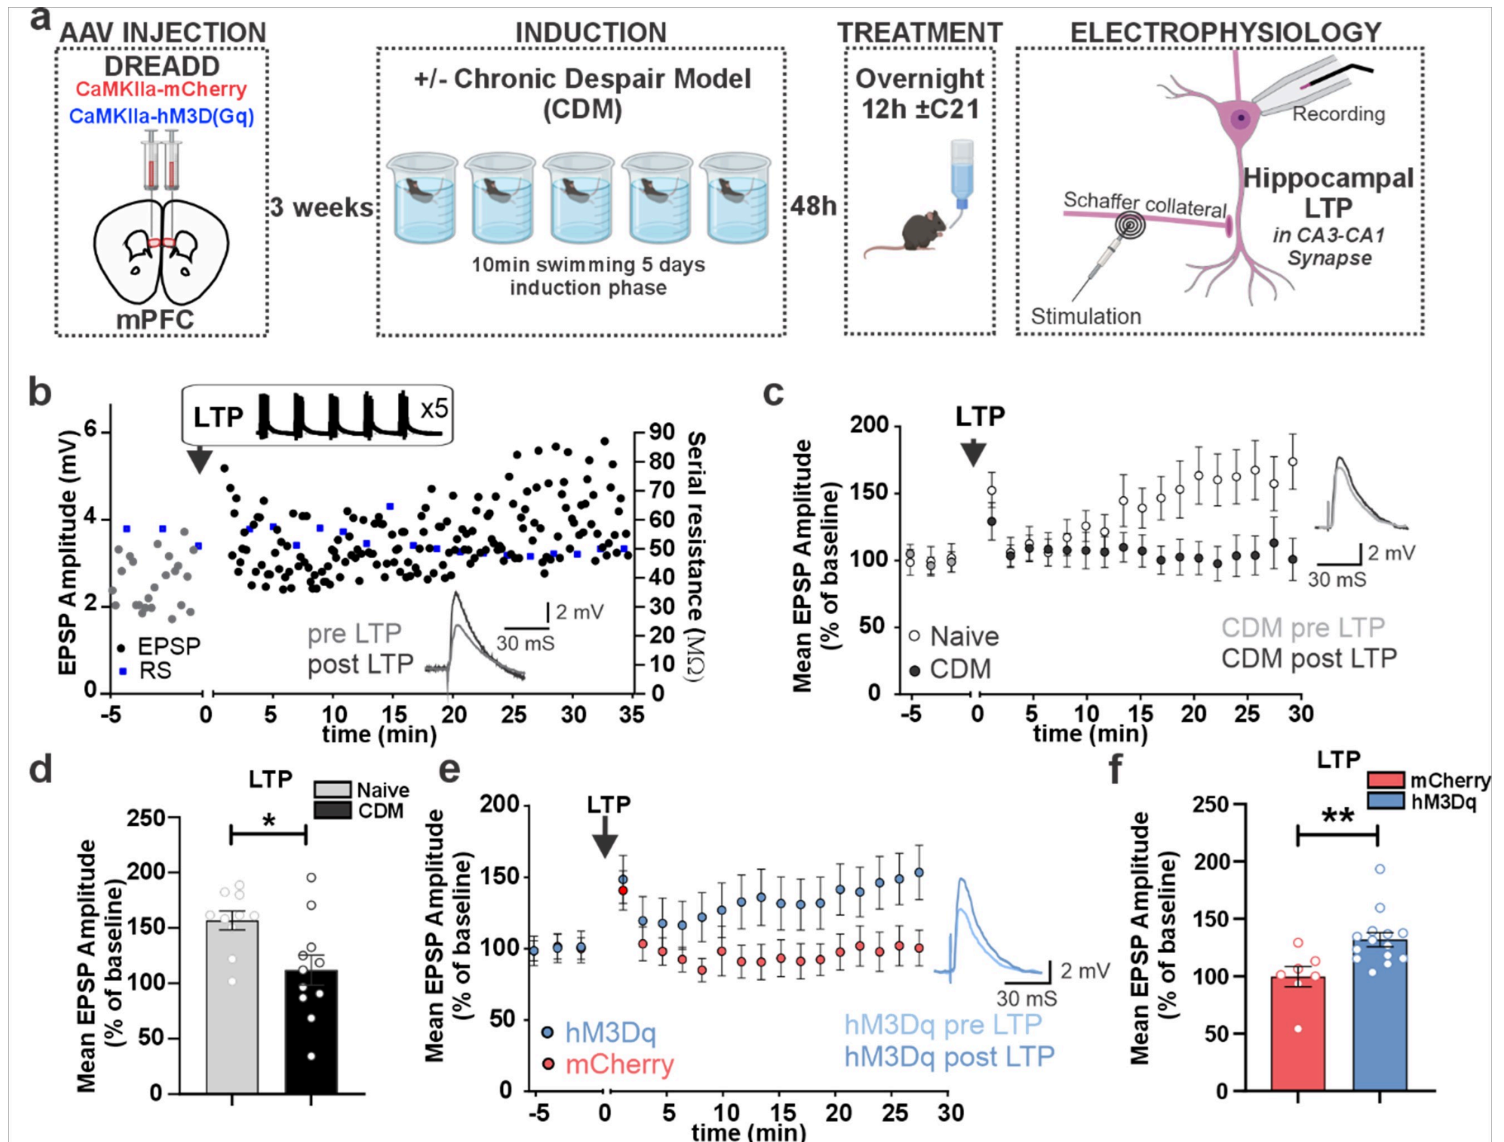 a
AAV INJECTION
DREADD
CaMKIIa-mCherry
CaMKIIa-hM3D(Gq)
mPFC
3 weeks
INDUCTION
+/- Chronic Despair Model
(CDM)
10min swimming 5 days
induction phase
48h
TREATMENT
Overnight
12h ±C21
ELECTROPHYSIOLOGY
Recording
Schaffer collateral
Hippocampal
LTP
in CA3-CA1
Synapse
Stimulation
b
LTP
x5
EPSP Amplitude (mV)
6
4
2
0
Serial resistance (MΩ)
90
80
70
60
50
40
30
20
10
0
EPSP
RS
pre LTP
post LTP
2 mV
30 mS
-5
0
5
10
15
20
25
30
35
time (min)
c
LTP
Mean EPSP Amplitude
(% of baseline)
200
150
100
50
0
Naive
CDM
2 mV
30 mS
CDM pre LTP
CDM post LTP
-5
0
5
10
15
20
25
30
time (min)
d
LTP
Naive
CDM
*
Mean EPSP Amplitude
(% of baseline)
250
200
150
100
50
0
e
LTP
Mean EPSP Amplitude
(% of baseline)
200
150
100
50
0
hM3Dq
mCherry
2 mV
30 mS
hM3Dq pre LTP
hM3Dq post LTP
-5
0
5
10
15
20
25
30
time (min)
f
LTP
mCherry
hM3Dq
**
Mean EPSP Amplitude
(% of baseline)
250
200
150
100
50
0